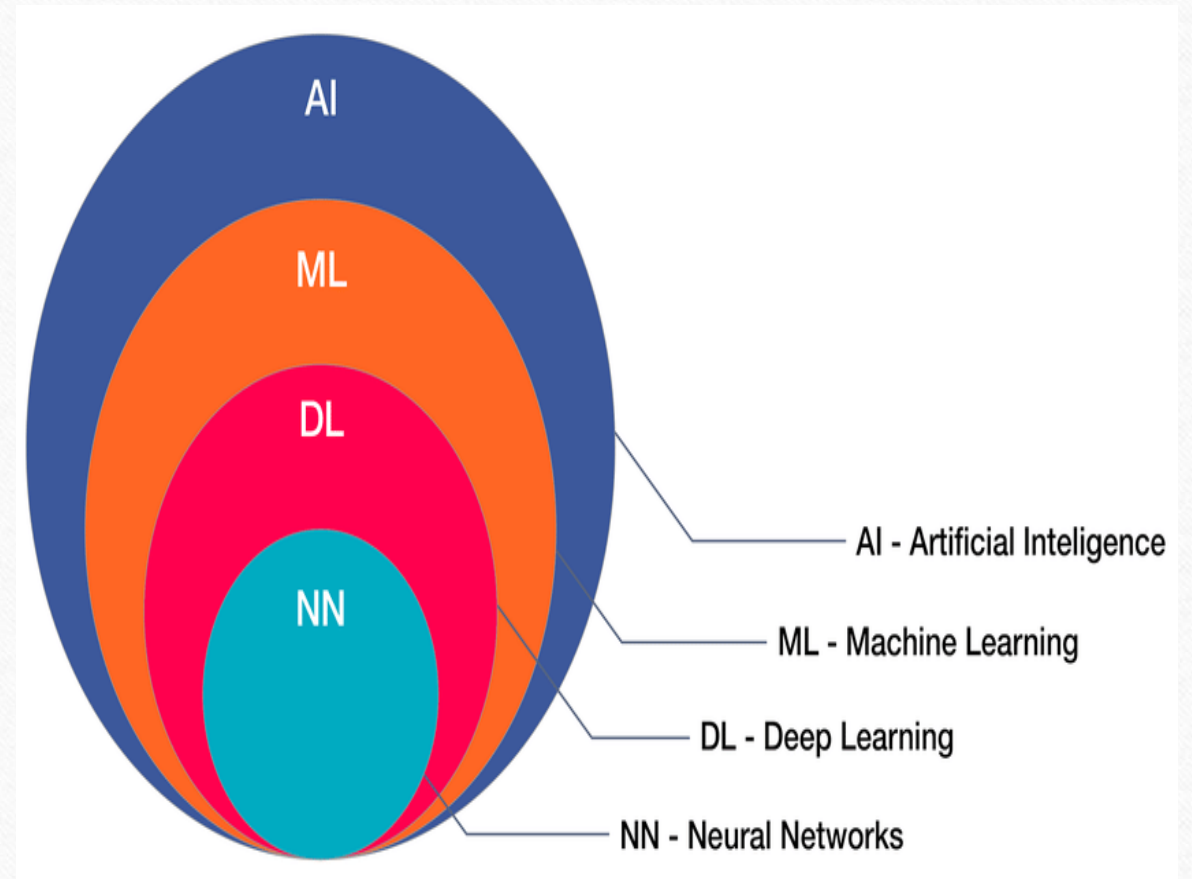 AI
ML
DL
NN
AI - Artificial Inteligence
ML - Machine Learning
DL - Deep Learning
NN - Neural Networks